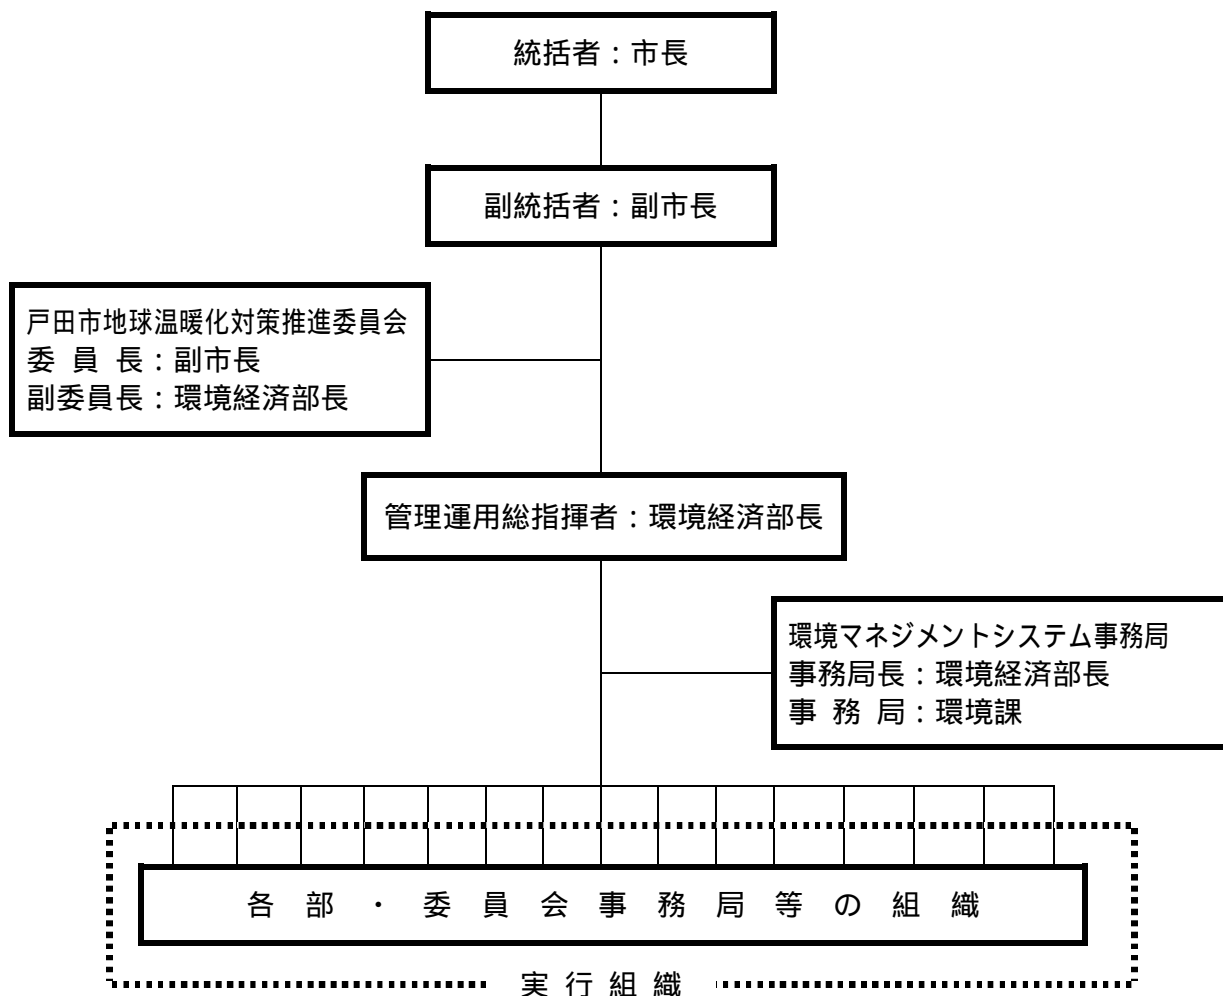 統括者：市長
副統括者：副市長
戸田市地球温暖化対策推進委員会
委 員 長：副市長
副委員長：環境経済部長
管理運用総指揮者：環境経済部長
環境マネジメントシステム事務局
事務局長：環境経済部長
事 務 局：環境課
各 部 ・ 委 員 会 事 務 局 等 の 組 織
実 行 組 織